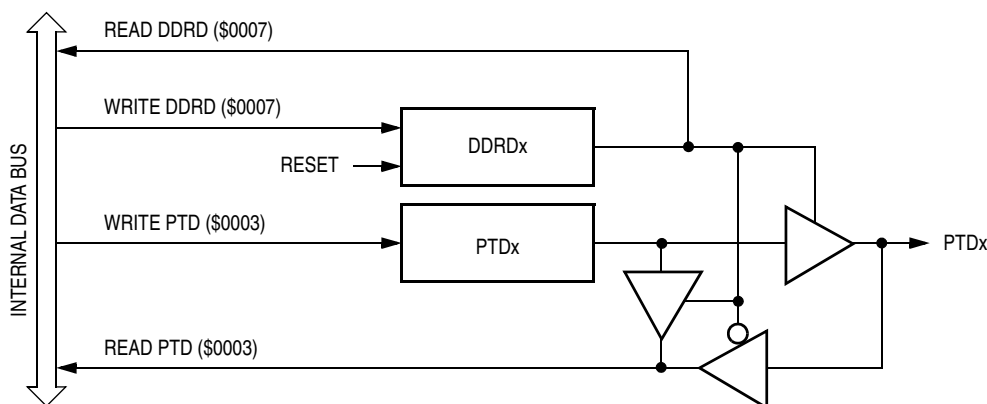 READ DDRD ($0007)
WRITE DDRD ($0007)
DDRDx
RESET
INTERNAL DATA BUS
WRITE PTD ($0003)
PTDx
PTDx
READ PTD ($0003)